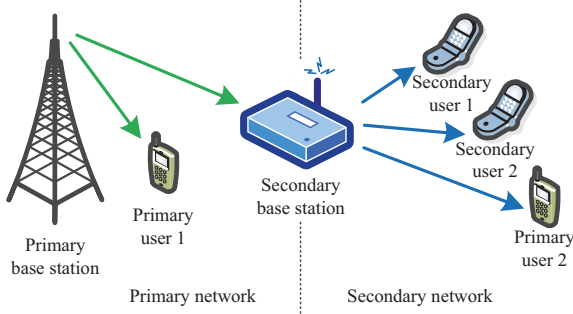 Secondary
user 1
Secondary
user 2
Secondary
base station
Primary
user 1
Primary
user 2
Primary
base station
Primary network
Secondary network